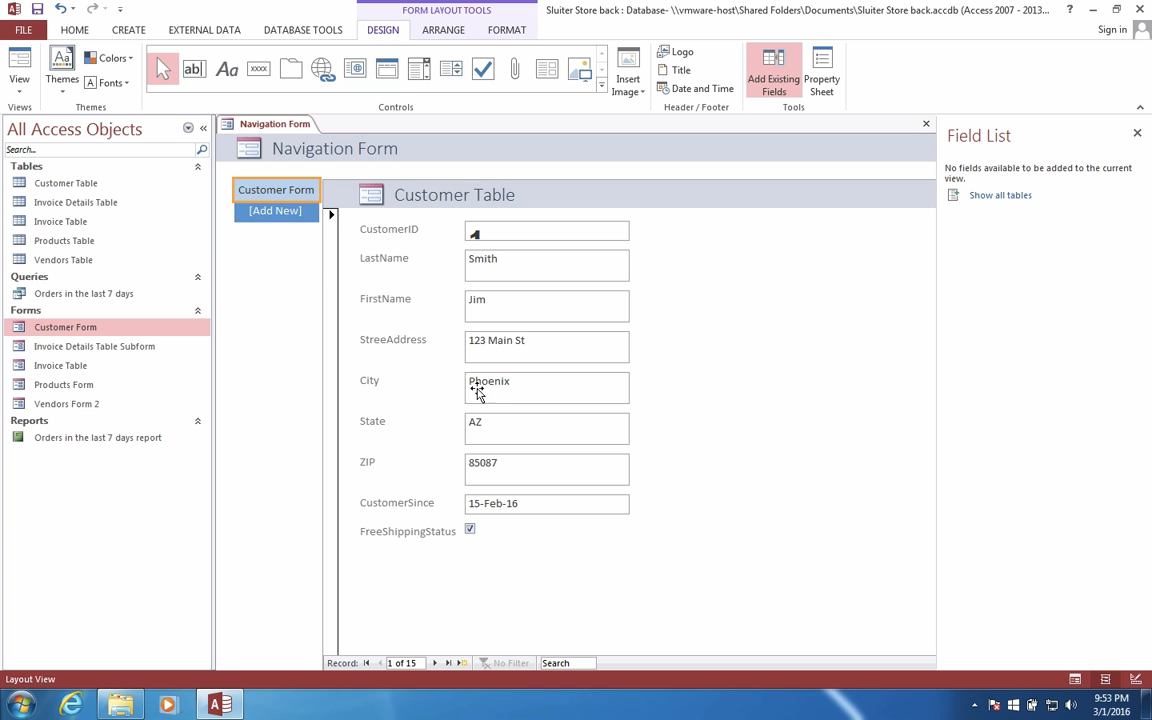 FORM LAYOUT TOOLS
Sluiter Store back : Database- \\vmware-host\Shared Folders\Documents\Sluiter Store back.accdb (Access 2007 - 2013...
?
FILE
HOME
CREATE
EXTERNAL DATA
DATABASE TOOLS
DESIGN
ARRANGE
FORMAT
Sign in
View
Themes
Aa
Colors
Fonts
ab|
Aa
xxxx
Insert Image
Logo
Title
Date and Time
Add Existing Fields
Property Sheet
Views
Themes
Controls
Header / Footer
Tools
All Access Objects
Search...
Tables
Customer Table
Invoice Details Table
Invoice Table
Products Table
Vendors Table
Queries
Orders in the last 7 days
Forms
Customer Form
Invoice Details Table Subform
Invoice Table
Products Form
Vendors Form 2
Reports
Orders in the last 7 days report
Navigation Form
Navigation Form
Customer Form
[Add New]
Customer Table
CustomerID
LastName
Smith
FirstName
Jim
StreeAddress
123 Main St
City
Phoenix
State
AZ
ZIP
85087
CustomerSince
15-Feb-16
FreeShippingStatus
Record:
1 of 15
No Filter
Search
Field List
No fields available to be added to the current view.
Show all tables
Layout View
9:53 PM
3/1/2016